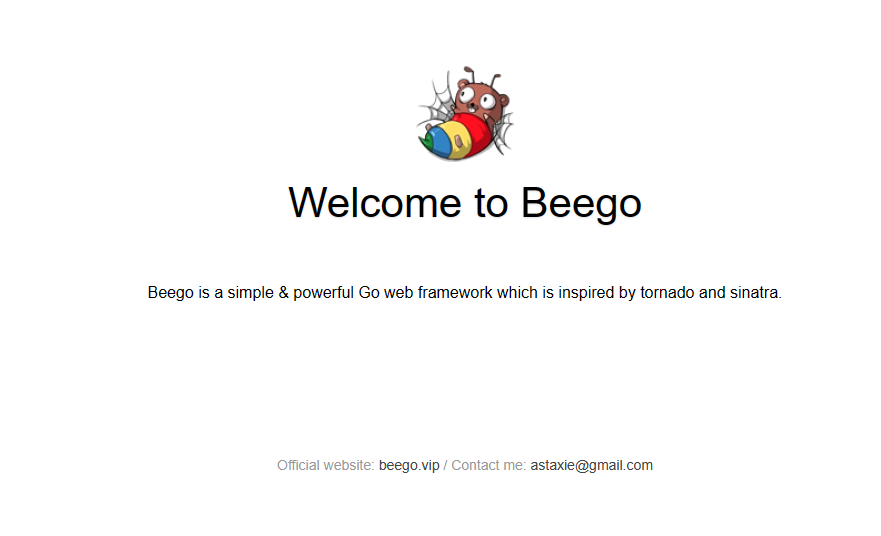 Welcome to Beego
Beego is a simple & powerful Go web framework which is inspired by tornado and sinatra.
Official website: beego.vip / Contact me: astaxie@gmail.com